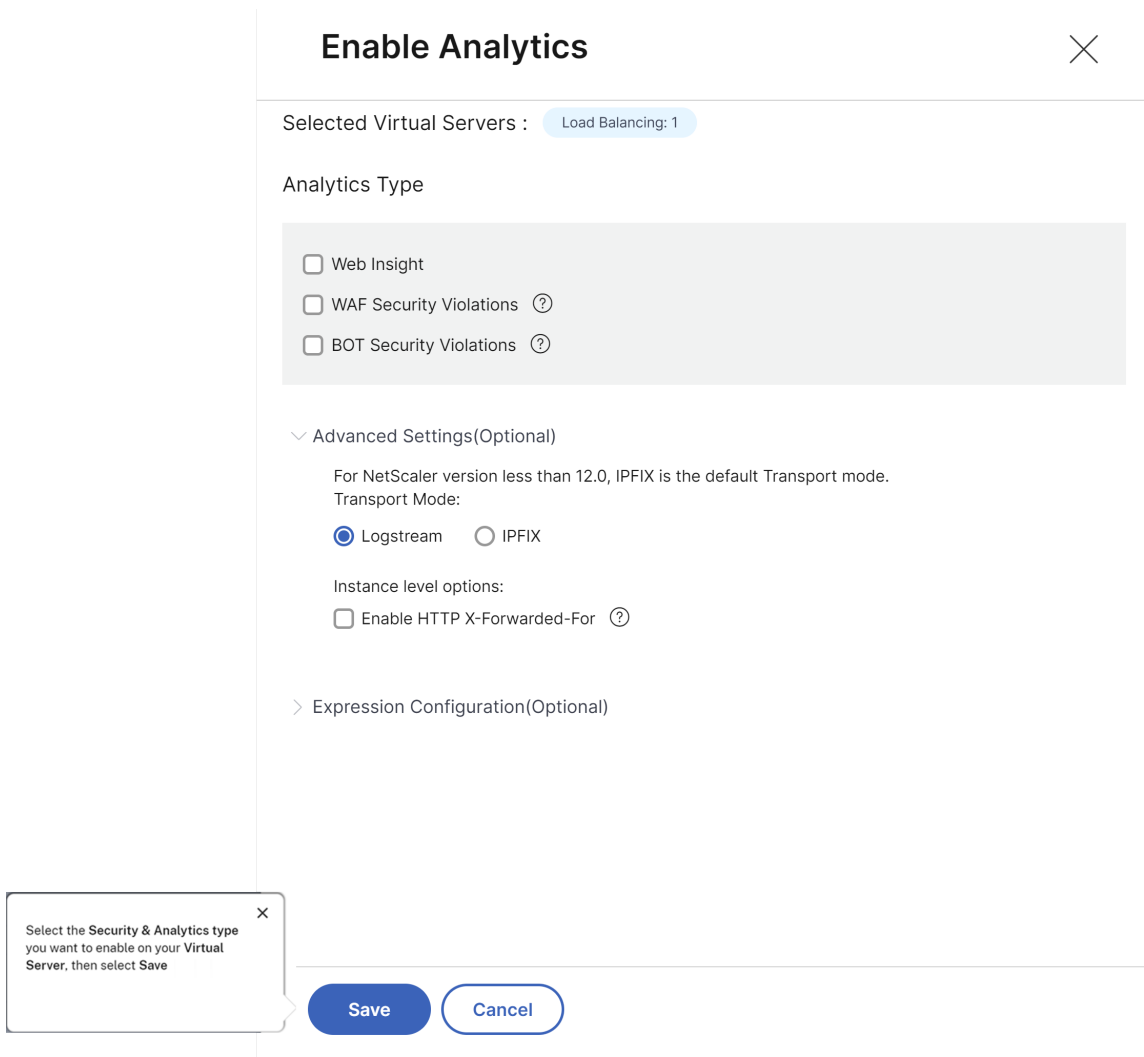 Enable Analytics
Selected Virtual Servers :
Load Balancing: 1
Analytics Type
Web Insight
WAF Security Violations ?
BOT Security Violations ?
Advanced Settings(Optional)
For NetScaler version less than 12.0, IPFIX is the default Transport mode.
Transport Mode:
Logstream
IPFIX
Instance level options:
Enable HTTP X-Forwarded-For ?
Expression Configuration(Optional)
Select the Security & Analytics type
you want to enable on your Virtual
Server, then select Save
Save
Cancel